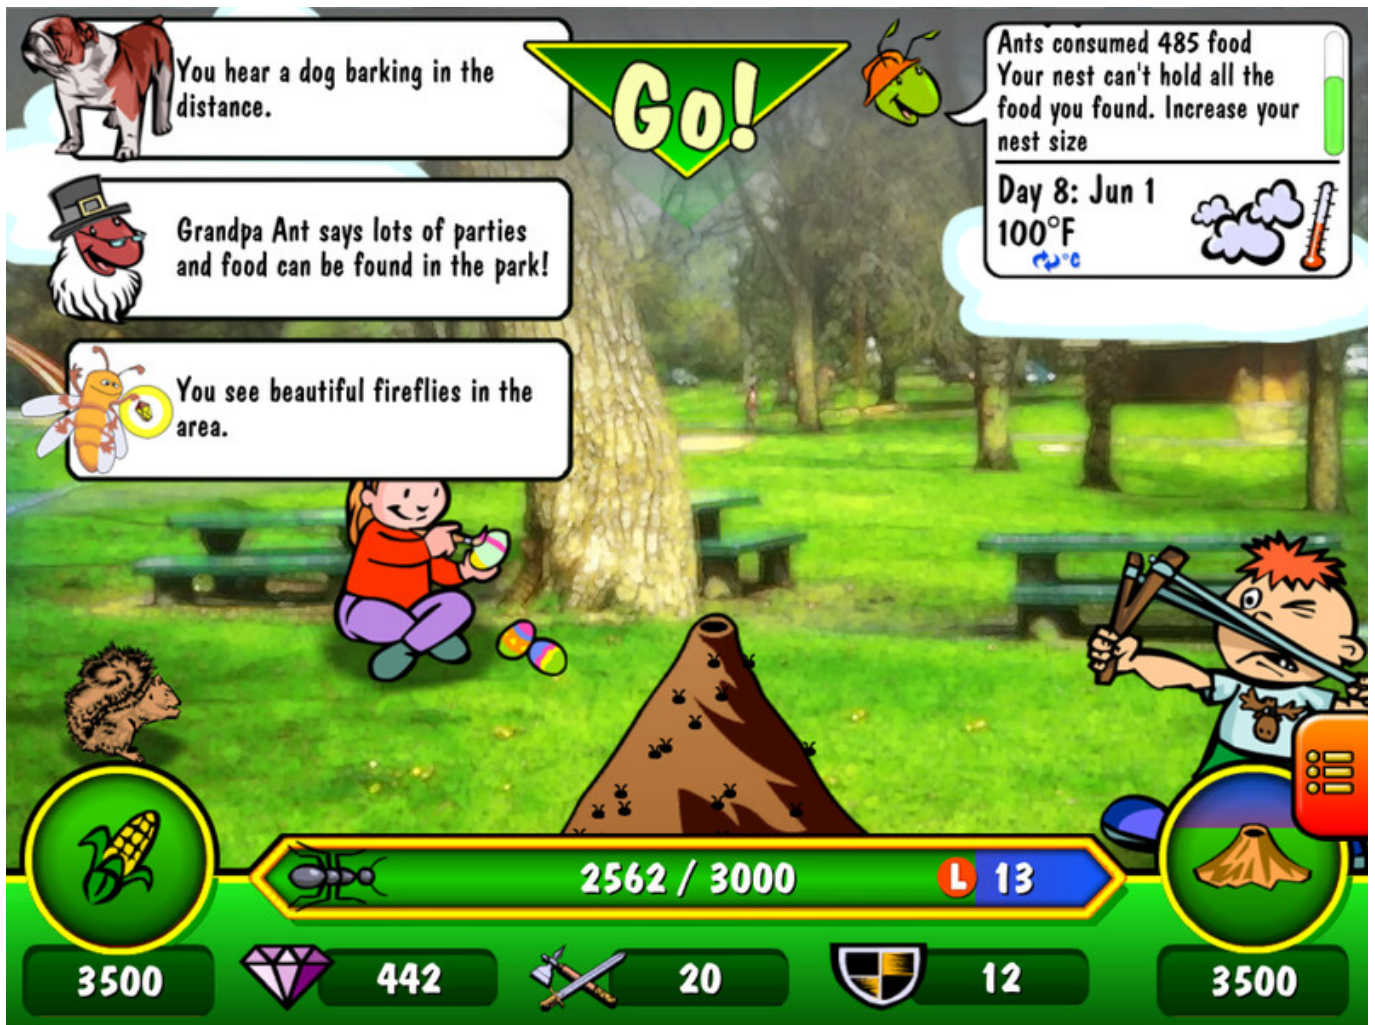 You hear a dog barking in the
distance.
Go!
Ants consumed 485 food
Your nest can't hold all the
food you found. Increase your
nest size
Day 8: Jun 1
100°F
°C
Grandpa Ant says lots of parties
and food can be found in the park!
You see beautiful fireflies in the
area.
2562 / 3000
L 13
3500
442
20
12
3500